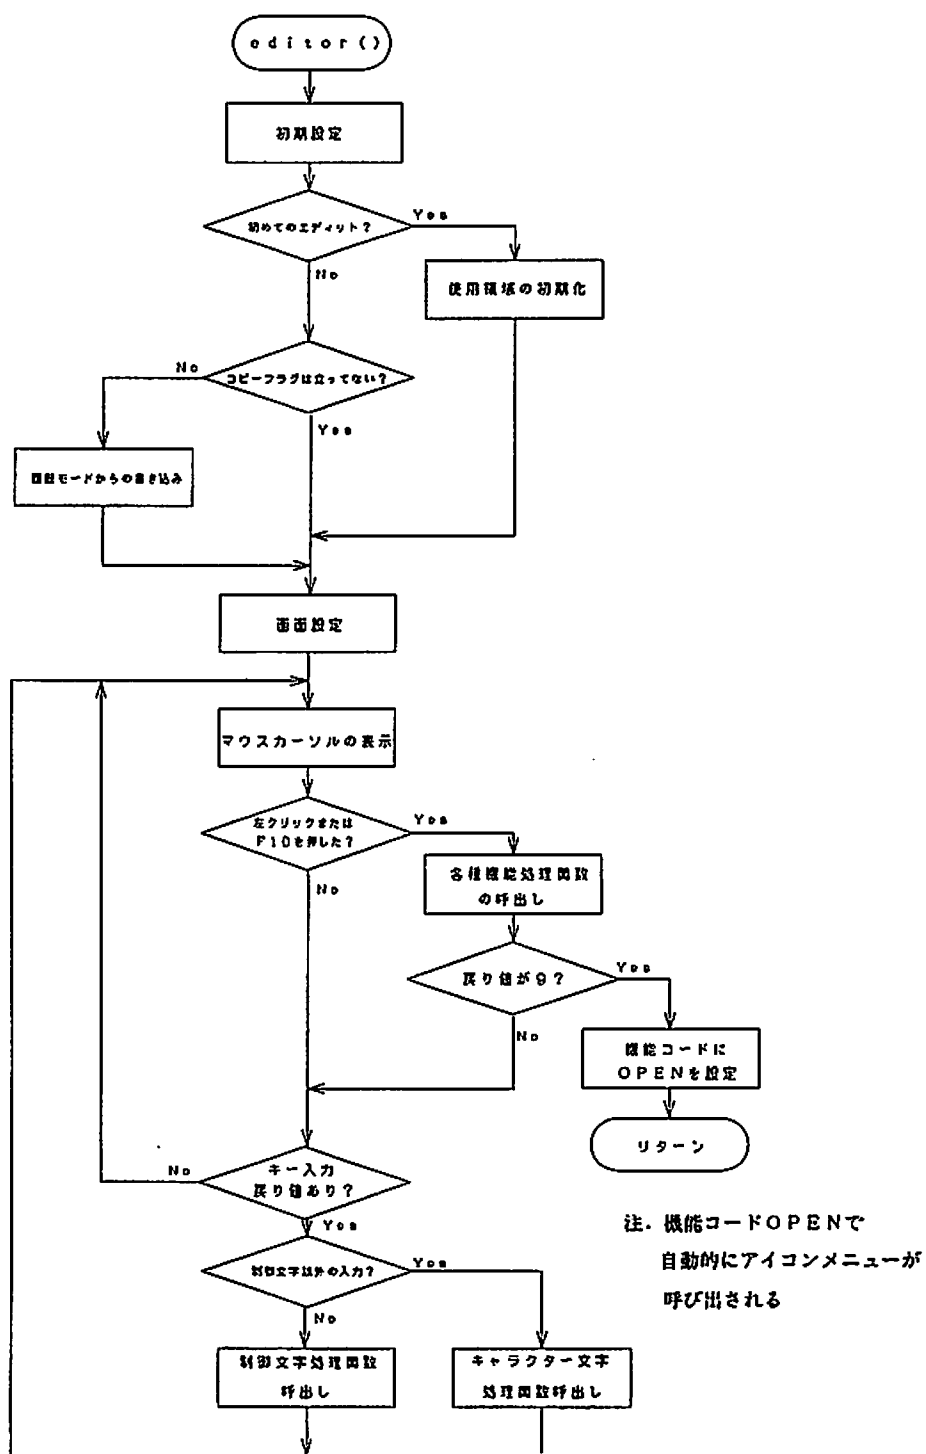 editor()
初期設定
初めてのエディット?
Yes
No
使用領域の初期化
コピーフラグは立ってない?
No
Yes
モードからの書き込み
画面設定
マウスカーソルの表示
左クリックまたは
F10を押した?
Yes
No
各種機能処理関数
の呼出し
戻り値が9?
Yes
No
機能コードに
OPENを設定
リターン
キー入力
戻り値あり?
No
Yes
注. 機能コードOPENで
自動的にアイコンメニューが
呼び出される
制御文字以外の入力?
Yes
No
制御文字処理関数
呼出し
キャラクター文字
処理関数呼出し